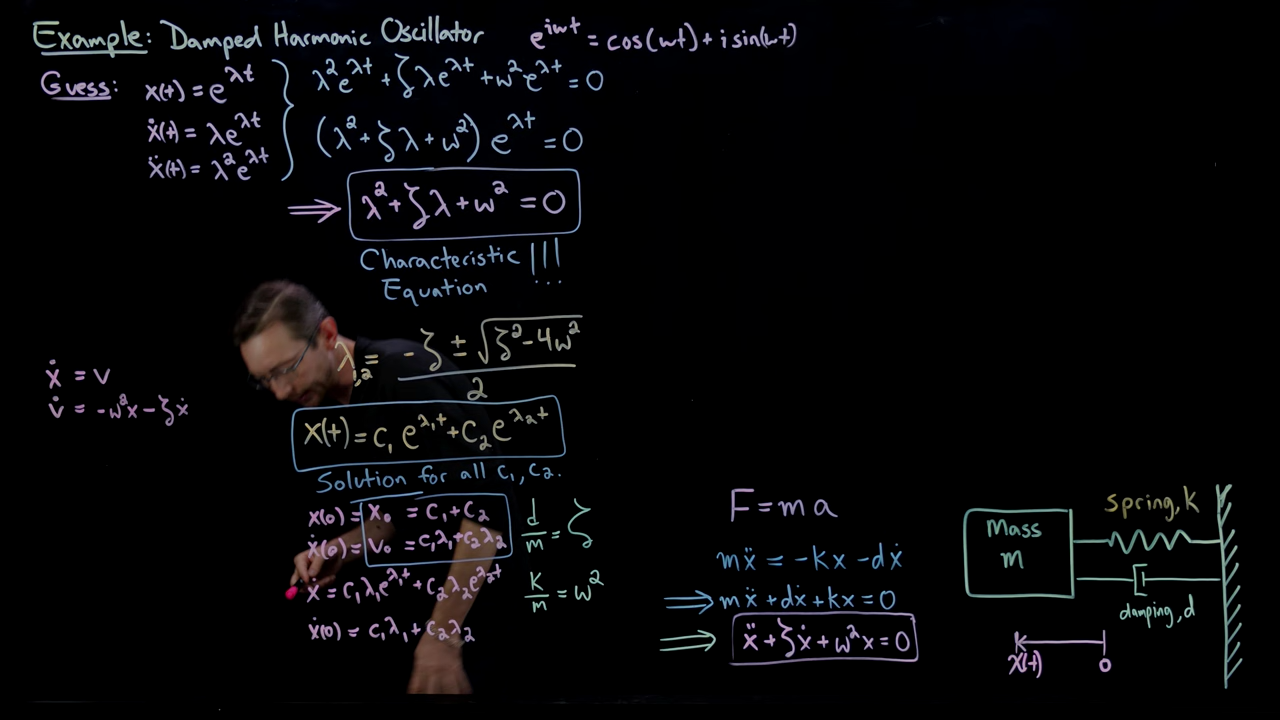 Example: Damped Harmonic Oscillator
e^{iωt} = cos(ωt) + i sin(ωt)
Guess: x(t) = e^{λt}
ẋ(t) = λe^{λt}
ẍ(t) = λ²e^{λt}
λ²e^{λt} + ζλe^{λt} + ω²e^{λt} = 0
(λ² + ζλ + ω²) e^{λt} = 0
⟹ λ² + ζλ + ω² = 0
Characteristic !!!
Equation
λ_{1,2} = (-ζ ± √(ζ² - 4ω²)) / 2
ẋ = v
v̇ = -ω²x - ζẋ
x(t) = c₁e^{λ₁t} + c₂e^{λ₂t}
Solution for all c₁, c₂.
x(0) = x₀ = c₁ + c₂
ẋ(0) = v₀ = c₁λ₁ + c₂λ₂
ẋ = c₁λ₁e^{λ₁t} + c₂λ₂e^{λ₂t}
ẋ(0) = c₁λ₁ + c₂λ₂
d/m = ζ
k/m = ω²
F = ma
mẍ = -kx - dẋ
⟹ mẍ + dẋ + kx = 0
⟹ ẍ + ζẋ + ω²x = 0
Mass
m
spring, k
damping, d
x(t)
0